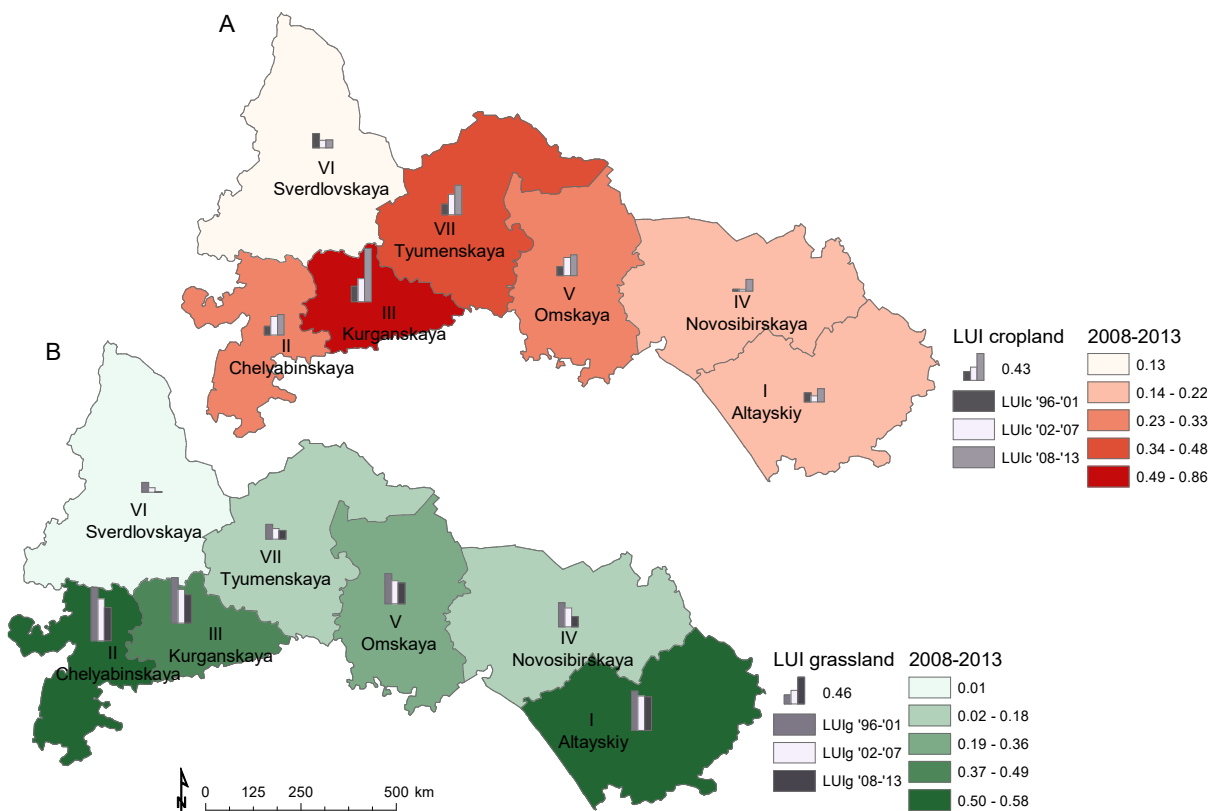 A
VI
Sverdlovskaya
VII
Tyumenskaya
III
Kurganskaya
II
Chelyabinskaya
V
Omskaya
IV
Novosibirskaya
I
Altayskiy
LUI cropland
0.43
LUIc '96-'01
LUIc '02-'07
LUIc '08-'13
2008-2013
0.13
0.14 - 0.22
0.23 - 0.33
0.34 - 0.48
0.49 - 0.86
B
VI
Sverdlovskaya
VII
Tyumenskaya
III
Kurganskaya
II
Chelyabinskaya
V
Omskaya
IV
Novosibirskaya
I
Altayskiy
LUI grassland
0.46
LUIg '96-'01
LUIg '02-'07
LUIg '08-'13
2008-2013
0.01
0.02 - 0.18
0.19 - 0.36
0.37 - 0.49
0.50 - 0.58
N
0 125 250 500 km